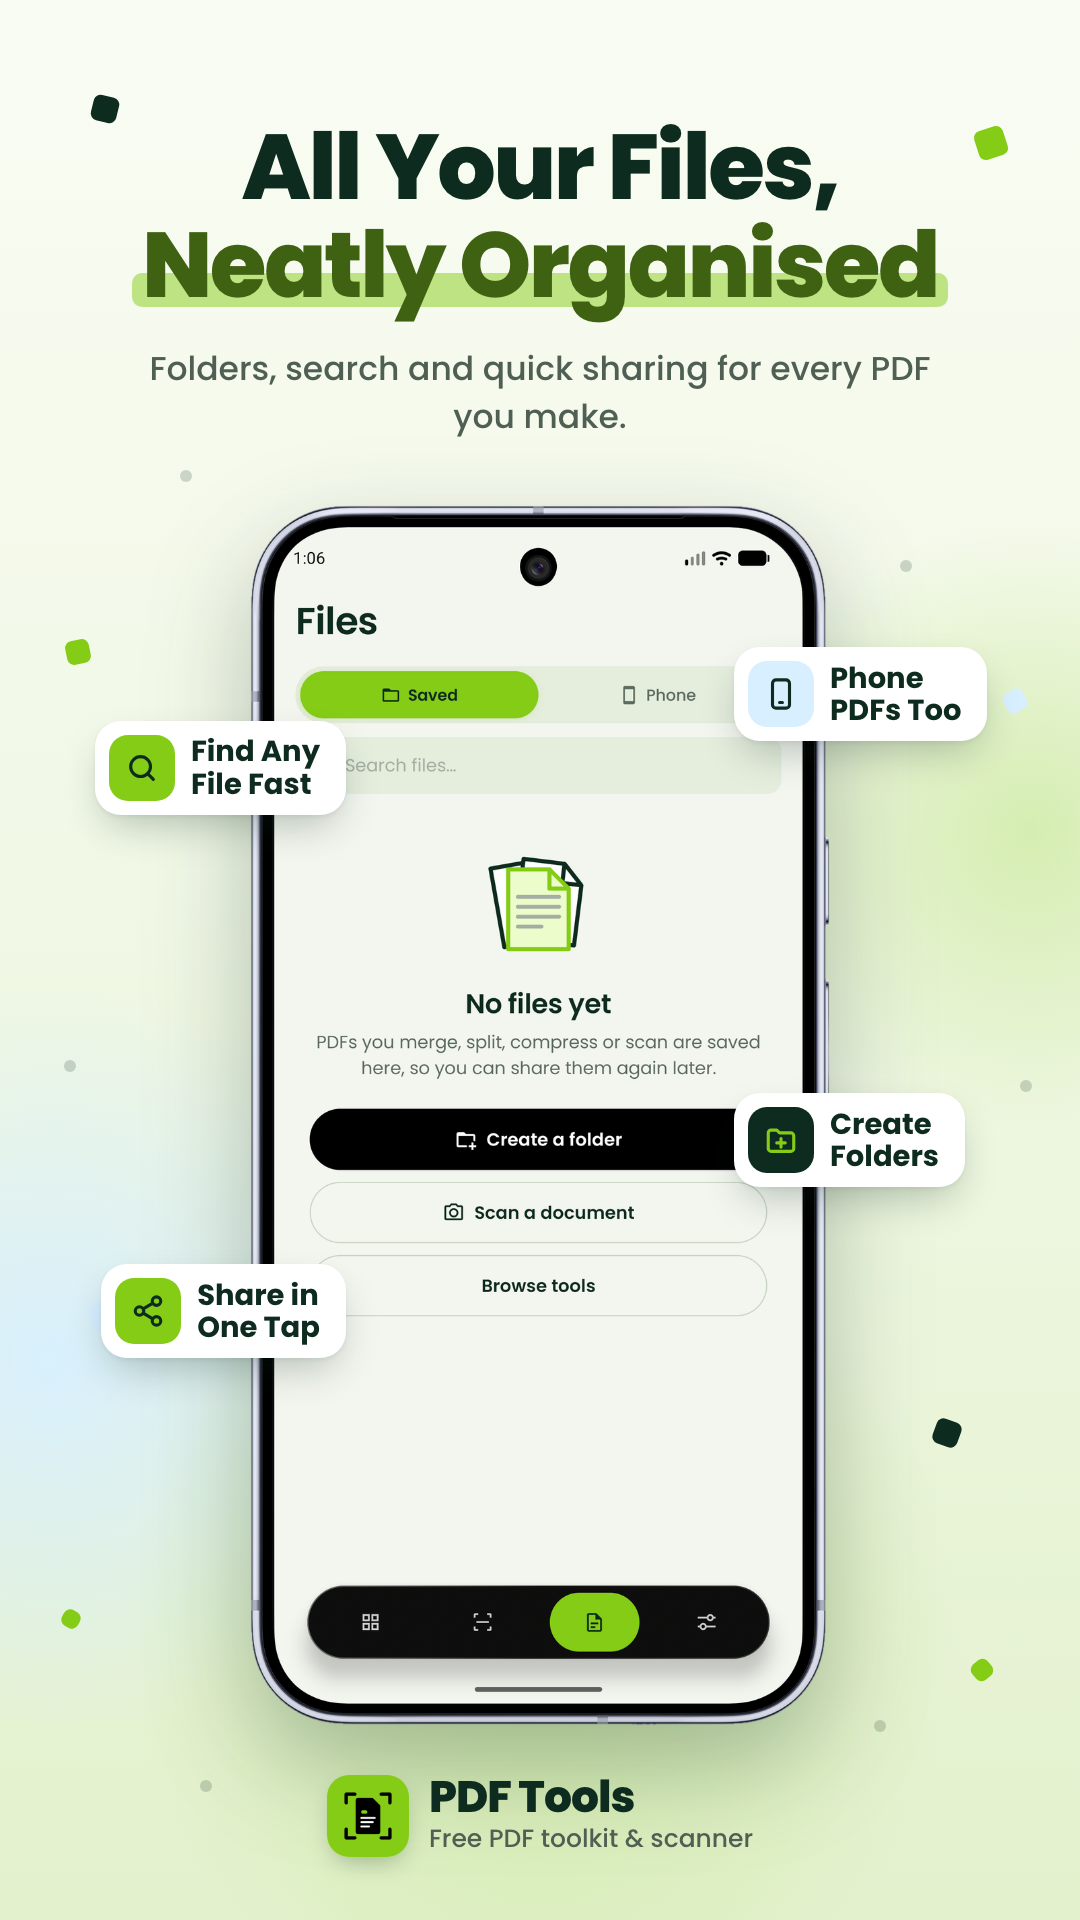 All Your Files,
Neatly Organised
Folders, search and quick sharing for every PDF
you make.
1:06
Files
Saved
Phone
Phone
PDFs Too
Find Any
File Fast
Search files...
No files yet
PDFs you merge, split, compress or scan are saved
here, so you can share them again later.
Create a folder
Create
Folders
Scan a document
Share in
One Tap
Browse tools
PDF Tools
Free PDF toolkit & scanner